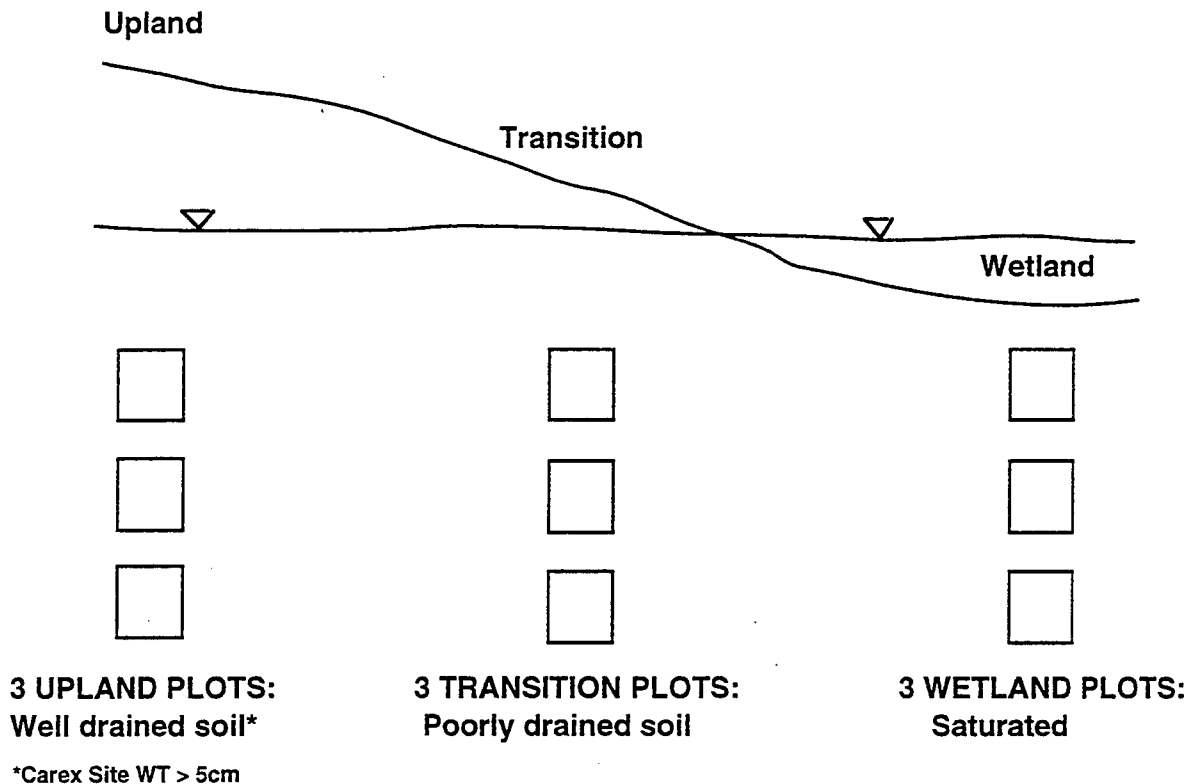 Upland
Transition
Wetland
3 UPLAND PLOTS:
Well drained soil*
3 TRANSITION PLOTS:
Poorly drained soil
3 WETLAND PLOTS:
Saturated
*Carex Site WT > 5cm